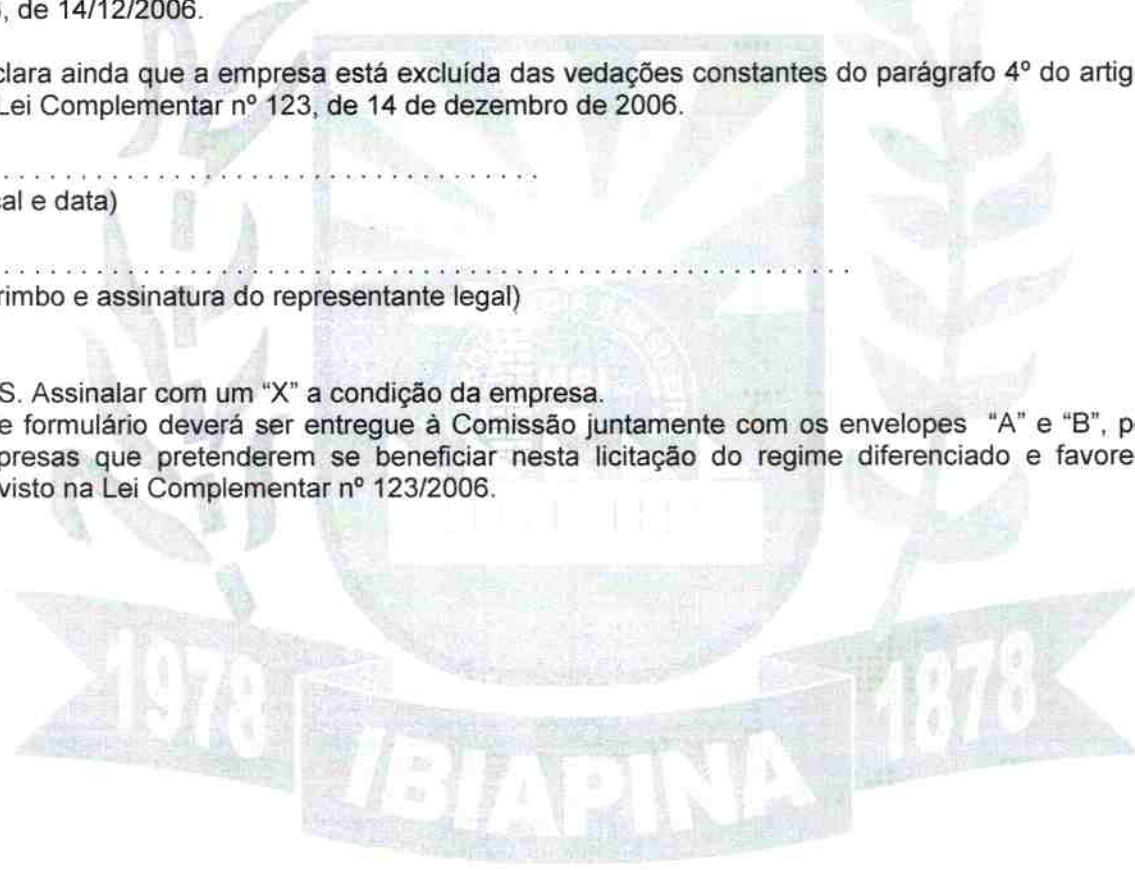 , de 14/12/2006.
clara ainda que a empresa está excluída das vedações constantes do parágrafo 4º do artig
Lei Complementar nº 123, de 14 de dezembro de 2006.
al e data)
rimbo e assinatura do representante legal)
S. Assinalar com um “X” a condição da empresa.
e formulário deverá ser entregue à Comissão juntamente com os envelopes “A” e “B”, p
presas que pretenderem se beneficiar nesta licitação do regime diferenciado e favore
visto na Lei Complementar nº 123/2006.
1978 IBIAPINA 1878